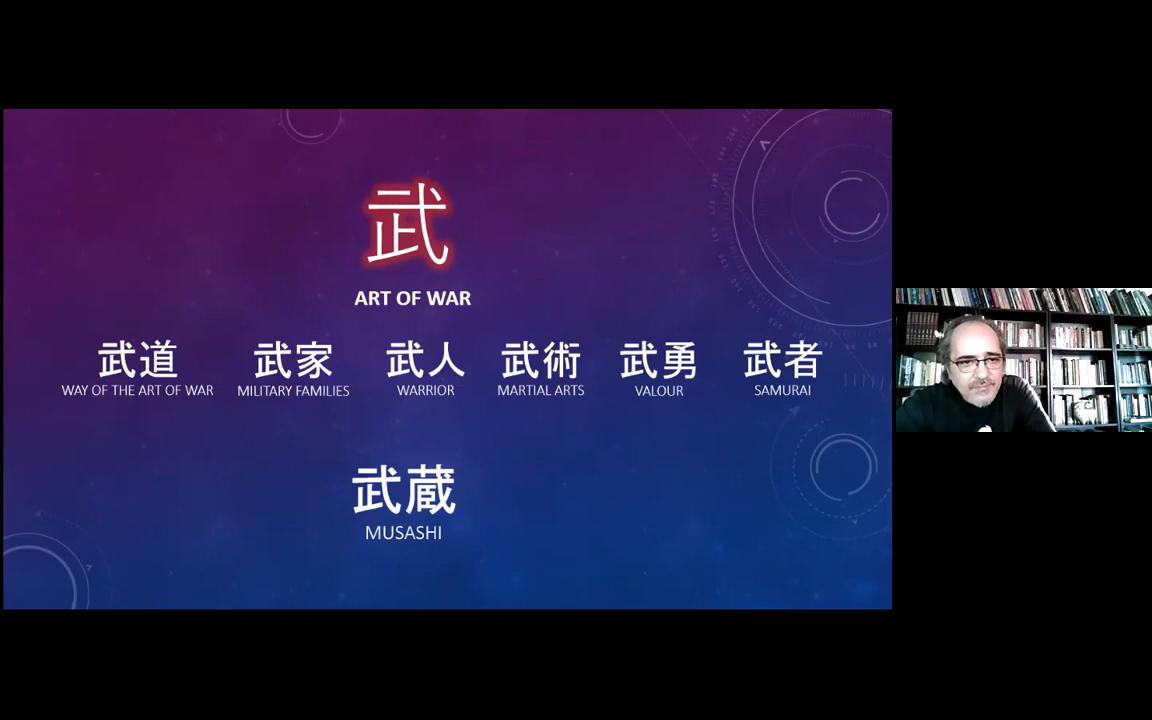 武
ART OF WAR
武道 武家 武人 武術 武勇 武者
WAY OF THE ART OF WAR MILITARY FAMILIES WARRIOR MARTIAL ARTS VALOUR SAMURAI
武蔵
MUSASHI